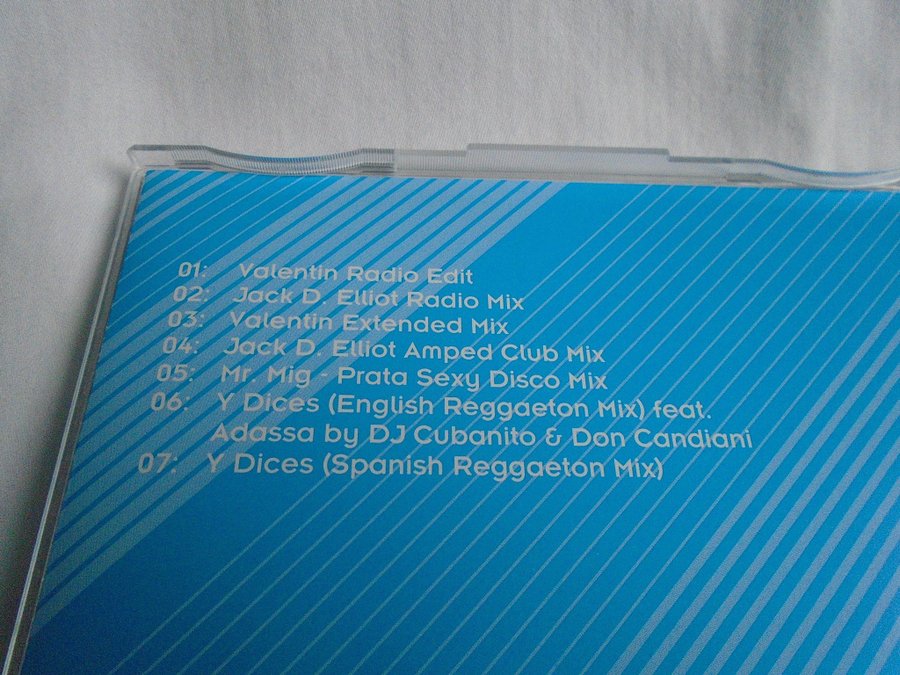 01: Valentin Radio Edit
02: Jack D. Elliot Radio Mix
03: Valentin Extended Mix
04: Jack D. Elliot Amped Club Mix
05: Mr. Mig - Prata Sexy Disco Mix
06: Y Dices (English Reggaeton Mix) feat.
Adassa by DJ Cubanito & Don Candiani
07: Y Dices (Spanish Reggaeton Mix)